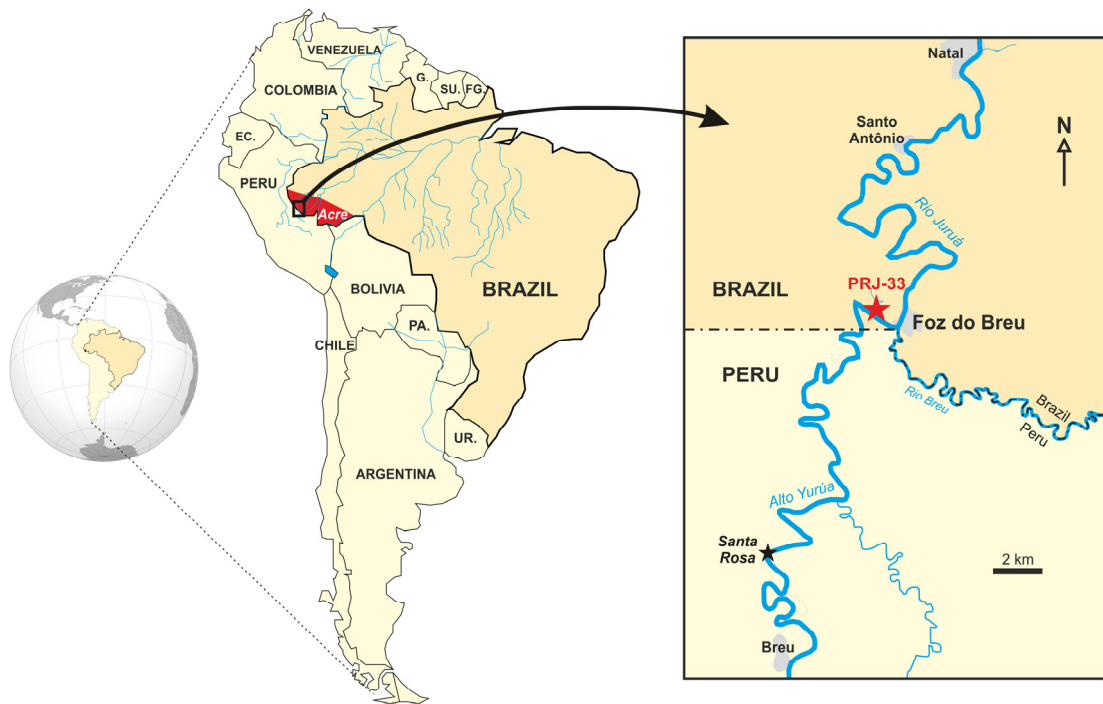 VENEZUELA
COLOMBIA
G.
SU.
FG.
EC.
PERU
Acre
BRAZIL
BOLIVIA
PA.
CHILE
UR.
ARGENTINA
Natal
Santo
Antônio
N
Rio Juruá
PRJ-33
BRAZIL
Foz do Breu
PERU
Rio Breu
Brazil
Peru
Alto Yurúa
Santa
Rosa
2 km
Breu